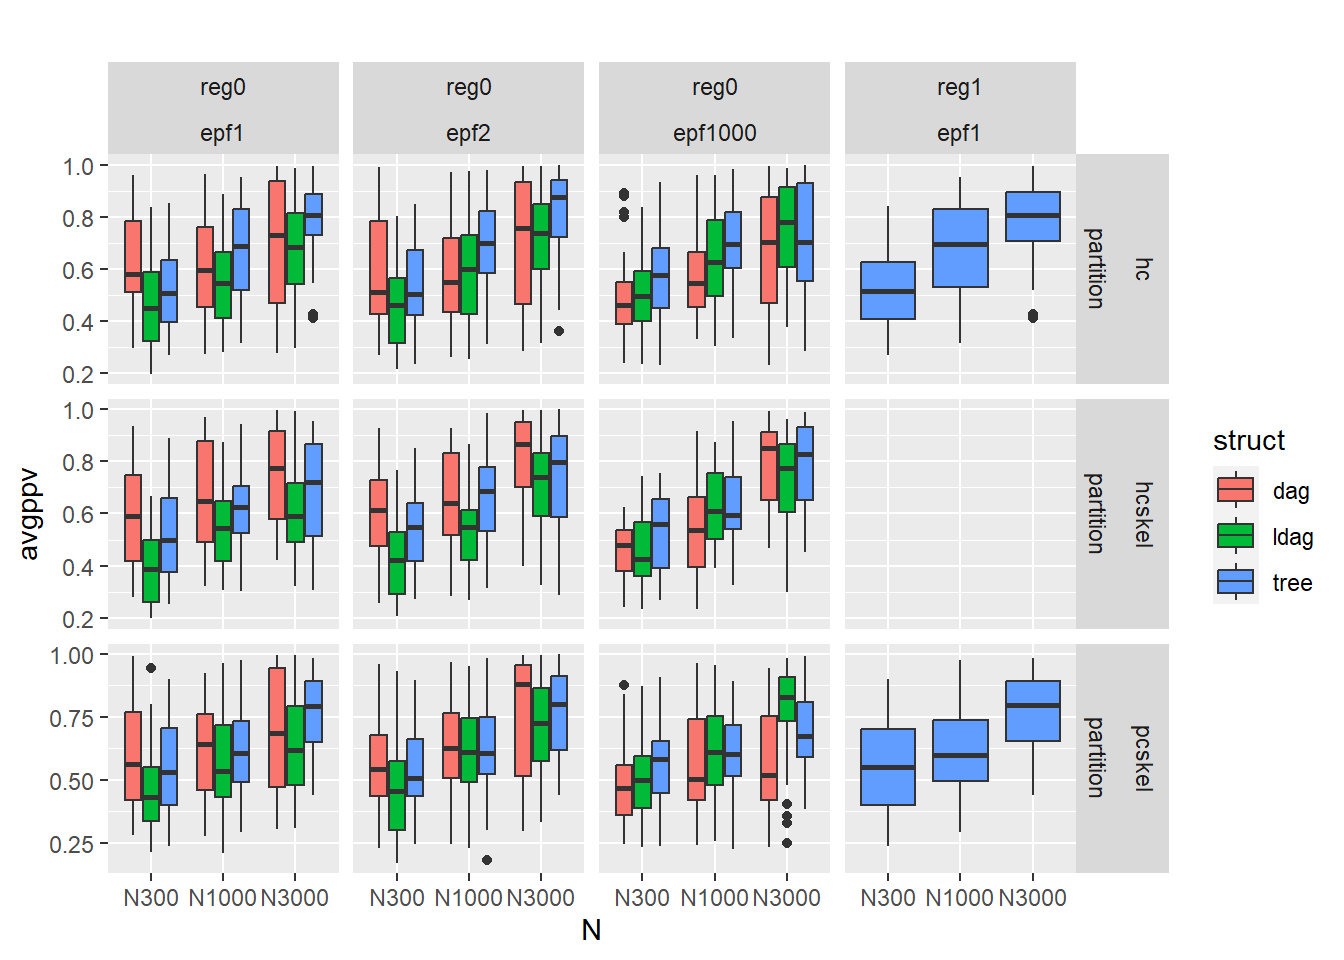 reg0 reg0 reg0 reg1
epf1 epf2 epf1000 epf1
1.0
0.8
0.6
0.4
0.2
partition hc
1.0
0.8
0.6
0.4
0.2
partition hcskel
1.00
0.75
0.50
0.25
partition pcskel
N300 N1000 N3000 N300 N1000 N3000 N300 N1000 N3000 N300 N1000 N3000
N
avgppv
struct
dag
ldag
tree